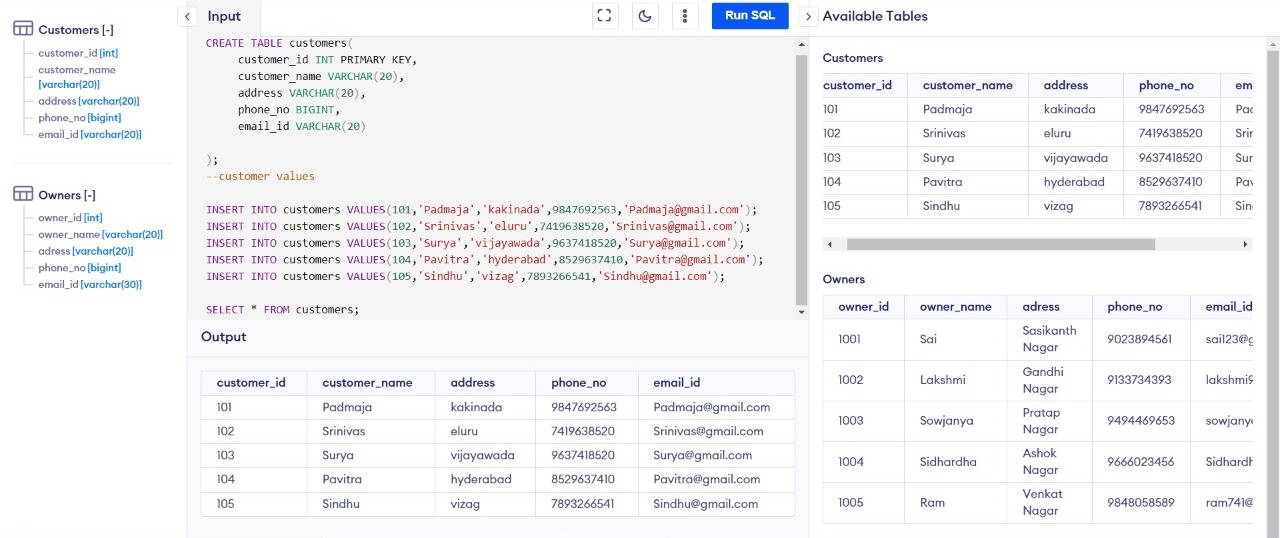 Customers [-]
customer_id [int]
customer_name
[varchar(20)]
address [varchar(20)]
phone_no [bigint]
email_id [varchar(20)]
Owners [-]
owner_id [int]
owner_name [varchar(20)]
adress [varchar(20)]
phone_no [bigint]
email_id [varchar(30)]
Input
Run SQL
CREATE TABLE customers(
customer_id INT PRIMARY KEY,
customer_name VARCHAR(20),
address VARCHAR(20),
phone_no BIGINT,
email_id VARCHAR(20)
);
--customer values
INSERT INTO customers VALUES(101,'Padmaja','kakinada',9847692563,'Padmaja@gmail.com');
INSERT INTO customers VALUES(102,'Srinivas','eluru',7419638520,'Srinivas@gmail.com');
INSERT INTO customers VALUES(103,'Surya','vijayawada',9637418520,'Surya@gmail.com');
INSERT INTO customers VALUES(104,'Pavitra','hyderabad',8529637410,'Pavitra@gmail.com');
INSERT INTO customers VALUES(105,'Sindhu','vizag',7893266541,'Sindhu@gmail.com');
SELECT * FROM customers;
Output
customer_id customer_name address phone_no email_id
101 Padmaja kakinada 9847692563 Padmaja@gmail.com
102 Srinivas eluru 7419638520 Srinivas@gmail.com
103 Surya vijayawada 9637418520 Surya@gmail.com
104 Pavitra hyderabad 8529637410 Pavitra@gmail.com
105 Sindhu vizag 7893266541 Sindhu@gmail.com
Available Tables
Customers
customer_id customer_name address phone_no em
101 Padmaja kakinada 9847692563
102 Srinivas eluru 7419638520
103 Surya vijayawada 9637418520 Sur
104 Pavitra hyderabad 8529637410
105 Sindhu vizag 7893266541 Sin
Owners
owner_id owner_name adress phone_no email_id
1001 Sai Sasikanth Nagar 9023894561
1002 Lakshmi Gandhi Nagar 9133734393
1003 Sowjanya Pratap Nagar 9494469653
1004 Sidhardha Ashok Nagar 9666023456
1005 Ram Venkat Nagar 9848058589